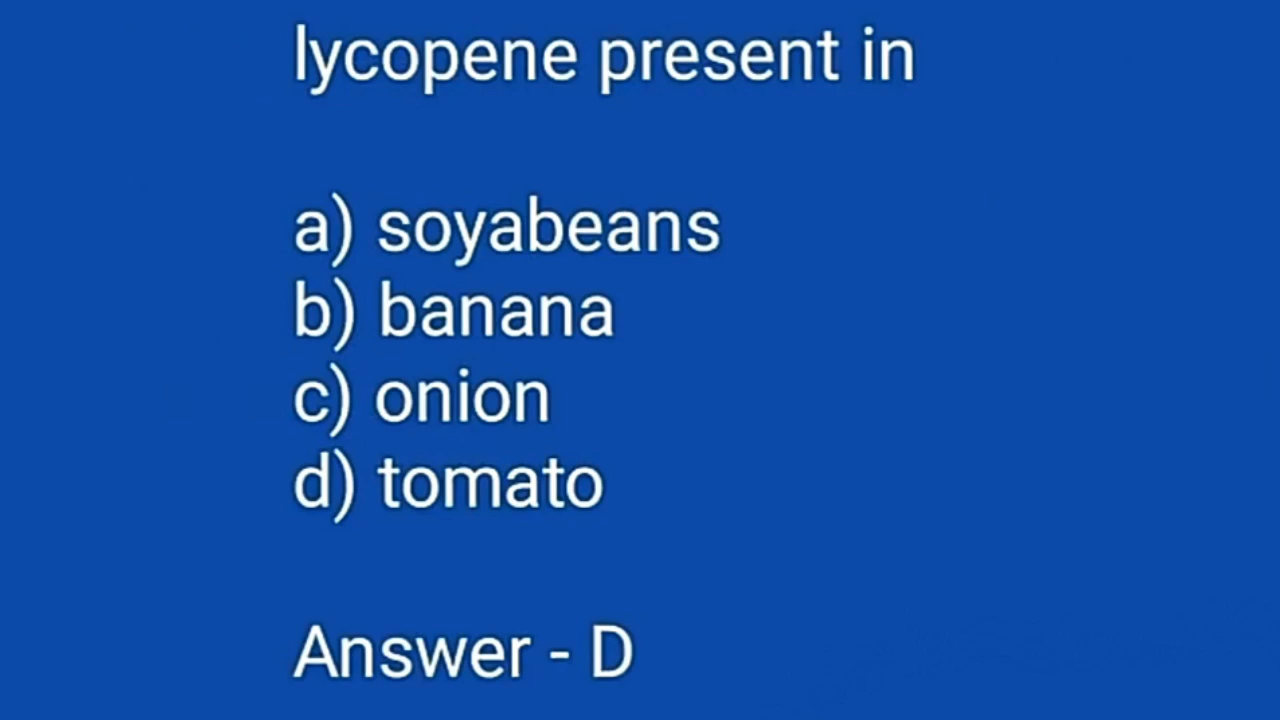 lycopene present in
a) soyabeans
b) banana
c) onion
d) tomato
Answer - D